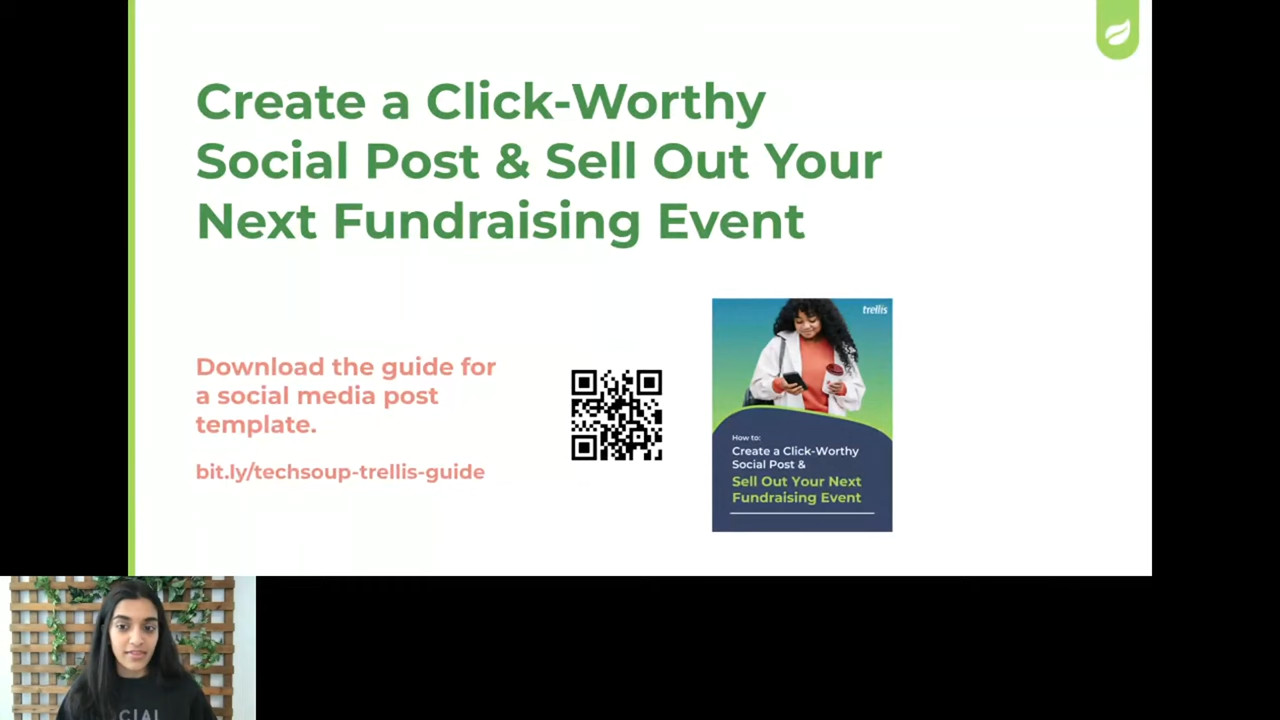 Create a Click-Worthy
Social Post & Sell Out Your
Next Fundraising Event
Download the guide for
a social media post
template.
bit.ly/techsoup-trellis-guide
trellis
How to:
Create a Click-Worthy
Social Post &
Sell Out Your Next
Fundraising Event